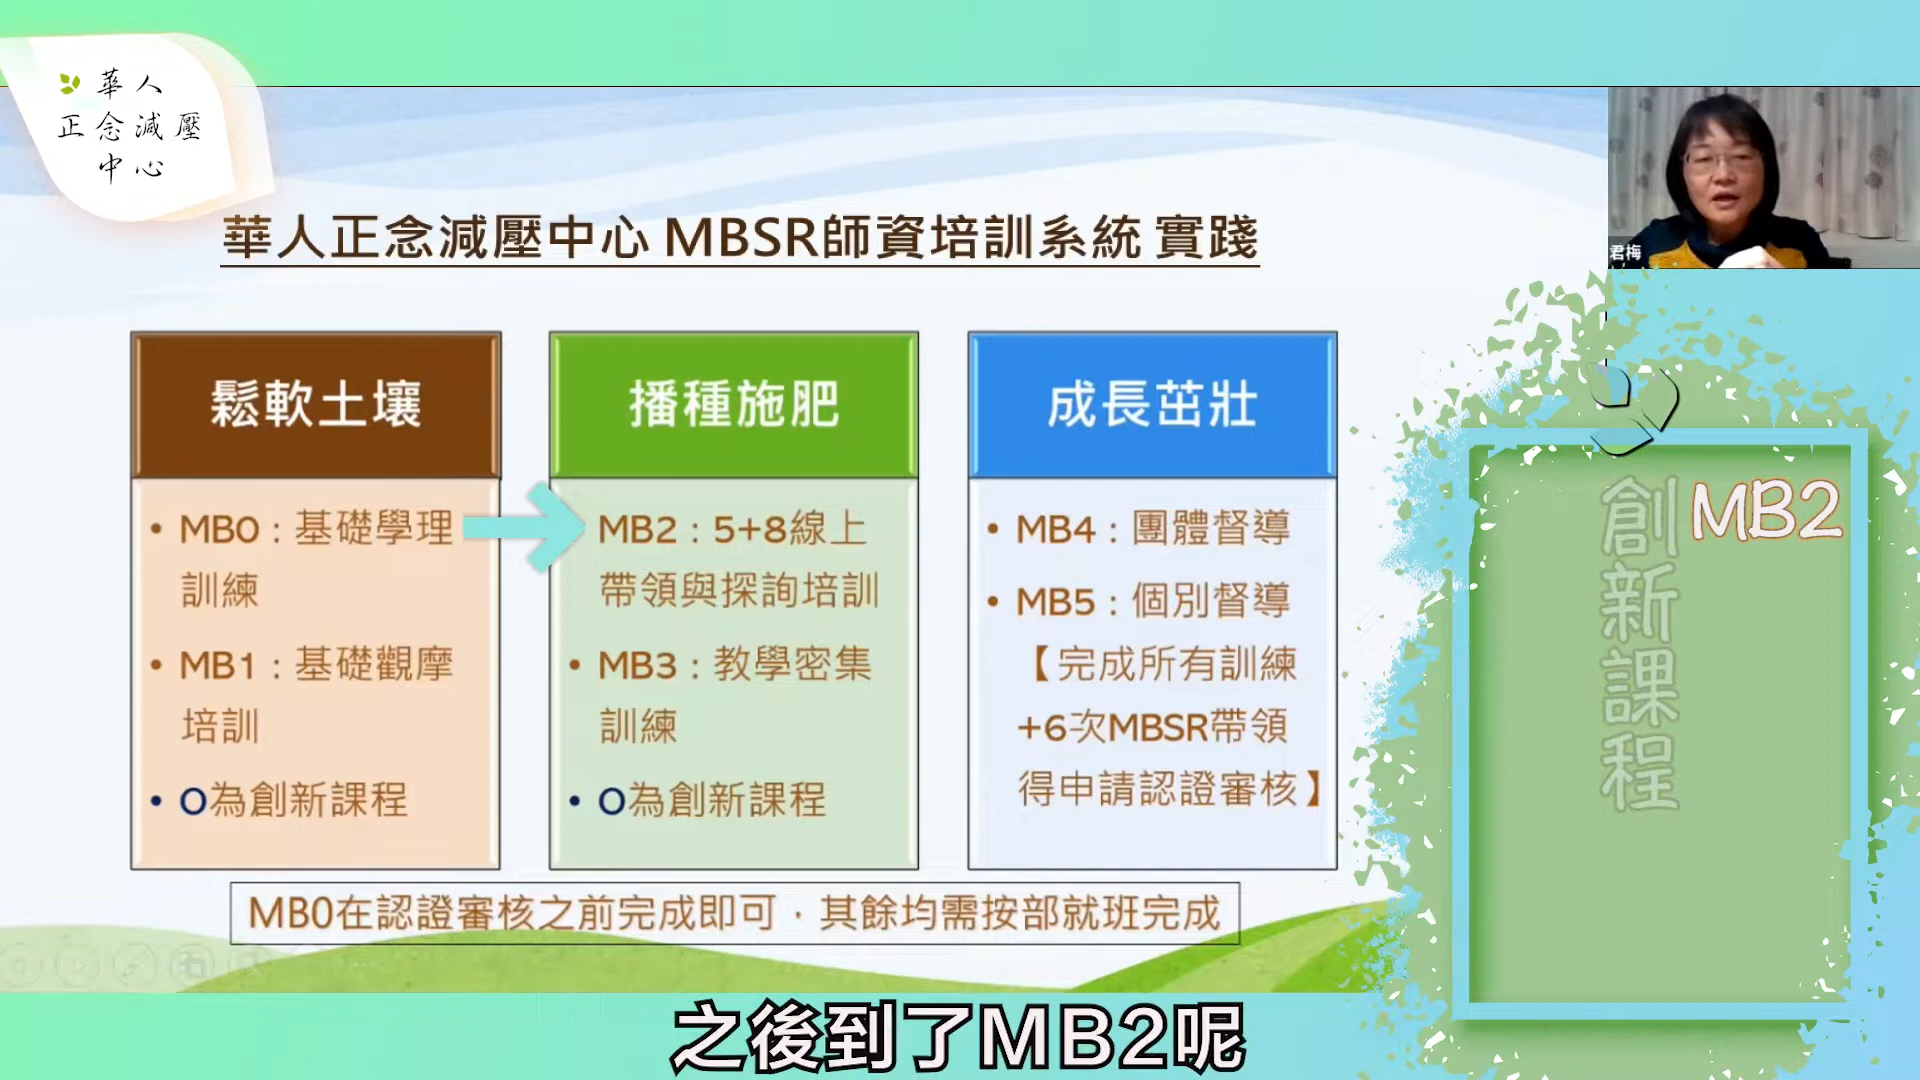 華人
正念減壓
中心
華人正念減壓中心 MBSR師資培訓系統 實踐
君梅
鬆軟土壤
• MB0：基礎學理
訓練
• MB1：基礎觀摩
培訓
• O為創新課程
播種施肥
MB2：5+8線上
帶領與探詢培訓
• MB3：教學密集
訓練
• O為創新課程
成長茁壯
• MB4：團體督導
• MB5：個別督導
【完成所有訓練
+6次MBSR帶領
得申請認證審核】
MB0在認證審核之前完成即可，其餘均需按部就班完成
MB2
創新課程
之後到了MB2呢